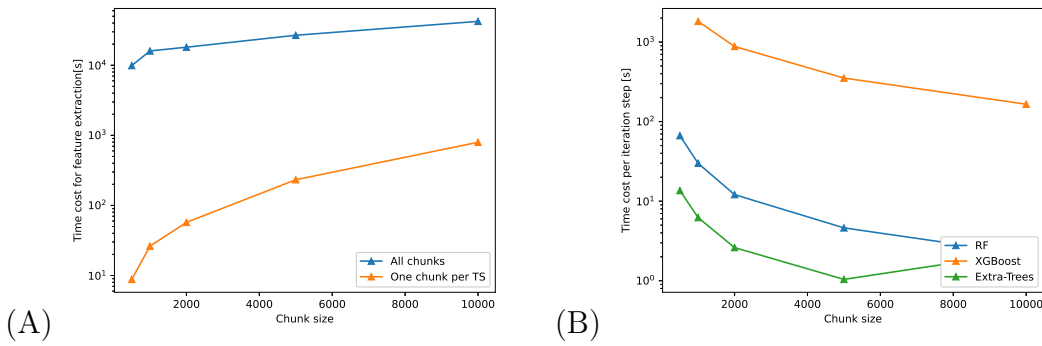 Time cost for feature extraction[s]
10^4
10^3
10^2
10^1
2000 4000 6000 8000 10000
Chunk size
All chunks
One chunk per TS
(A)
Time cost per iteration step [s]
10^3
10^2
10^1
10^0
2000 4000 6000 8000 10000
Chunk size
RF
XGBoost
Extra-Trees
(B)